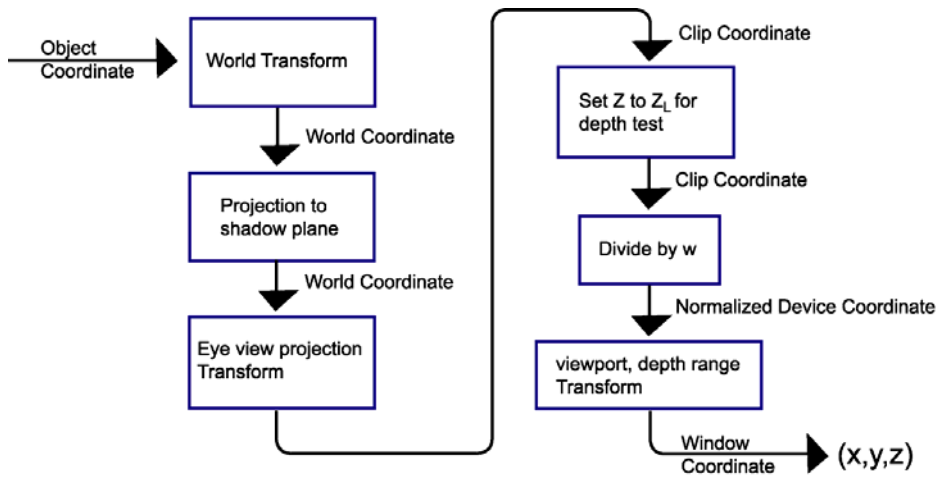 Object
Coordinate
World Transform
World Coordinate
Projection to
shadow plane
World Coordinate
Eye view projection
Transform
Clip Coordinate
Set Z to Z_L for
depth test
Clip Coordinate
Divide by w
Normalized Device Coordinate
viewport, depth range
Transform
Window
Coordinate
(x,y,z)